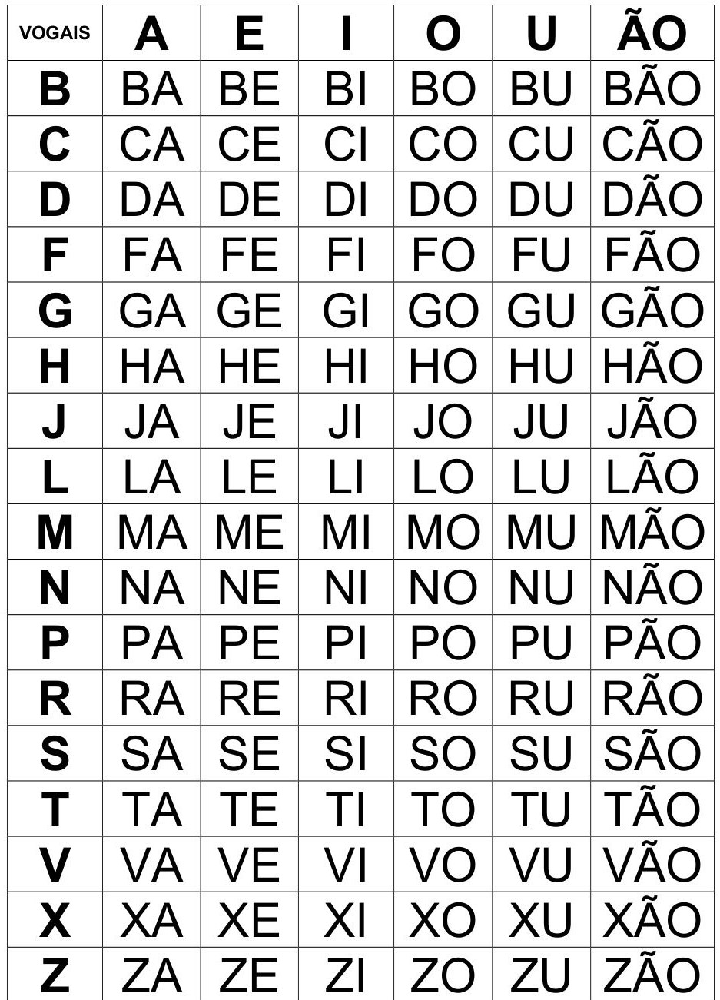 VOGAIS A E I O U ÃO
B BA BE BI BO BU BÃO
C CA CE CI CO CU CÃO
D DA DE DI DO DU DÃO
F FA FE FI FO FU FÃO
G GA GE GI GO GU GÃO
H HA HE HI HO HU HÃO
J JA JE JI JO JU JÃO
L LA LE LI LO LU LÃO
M MA ME MI MO MU MÃO
N NA NE NI NO NU NÃO
P PA PE PI PO PU PÃO
R RA RE RI RO RU RÃO
S SA SE SI SO SU SÃO
T TA TE TI TO TU TÃO
V VA VE VI VO VU VÃO
X XA XE XI XO XU XÃO
Z ZA ZE ZI ZO ZU ZÃO